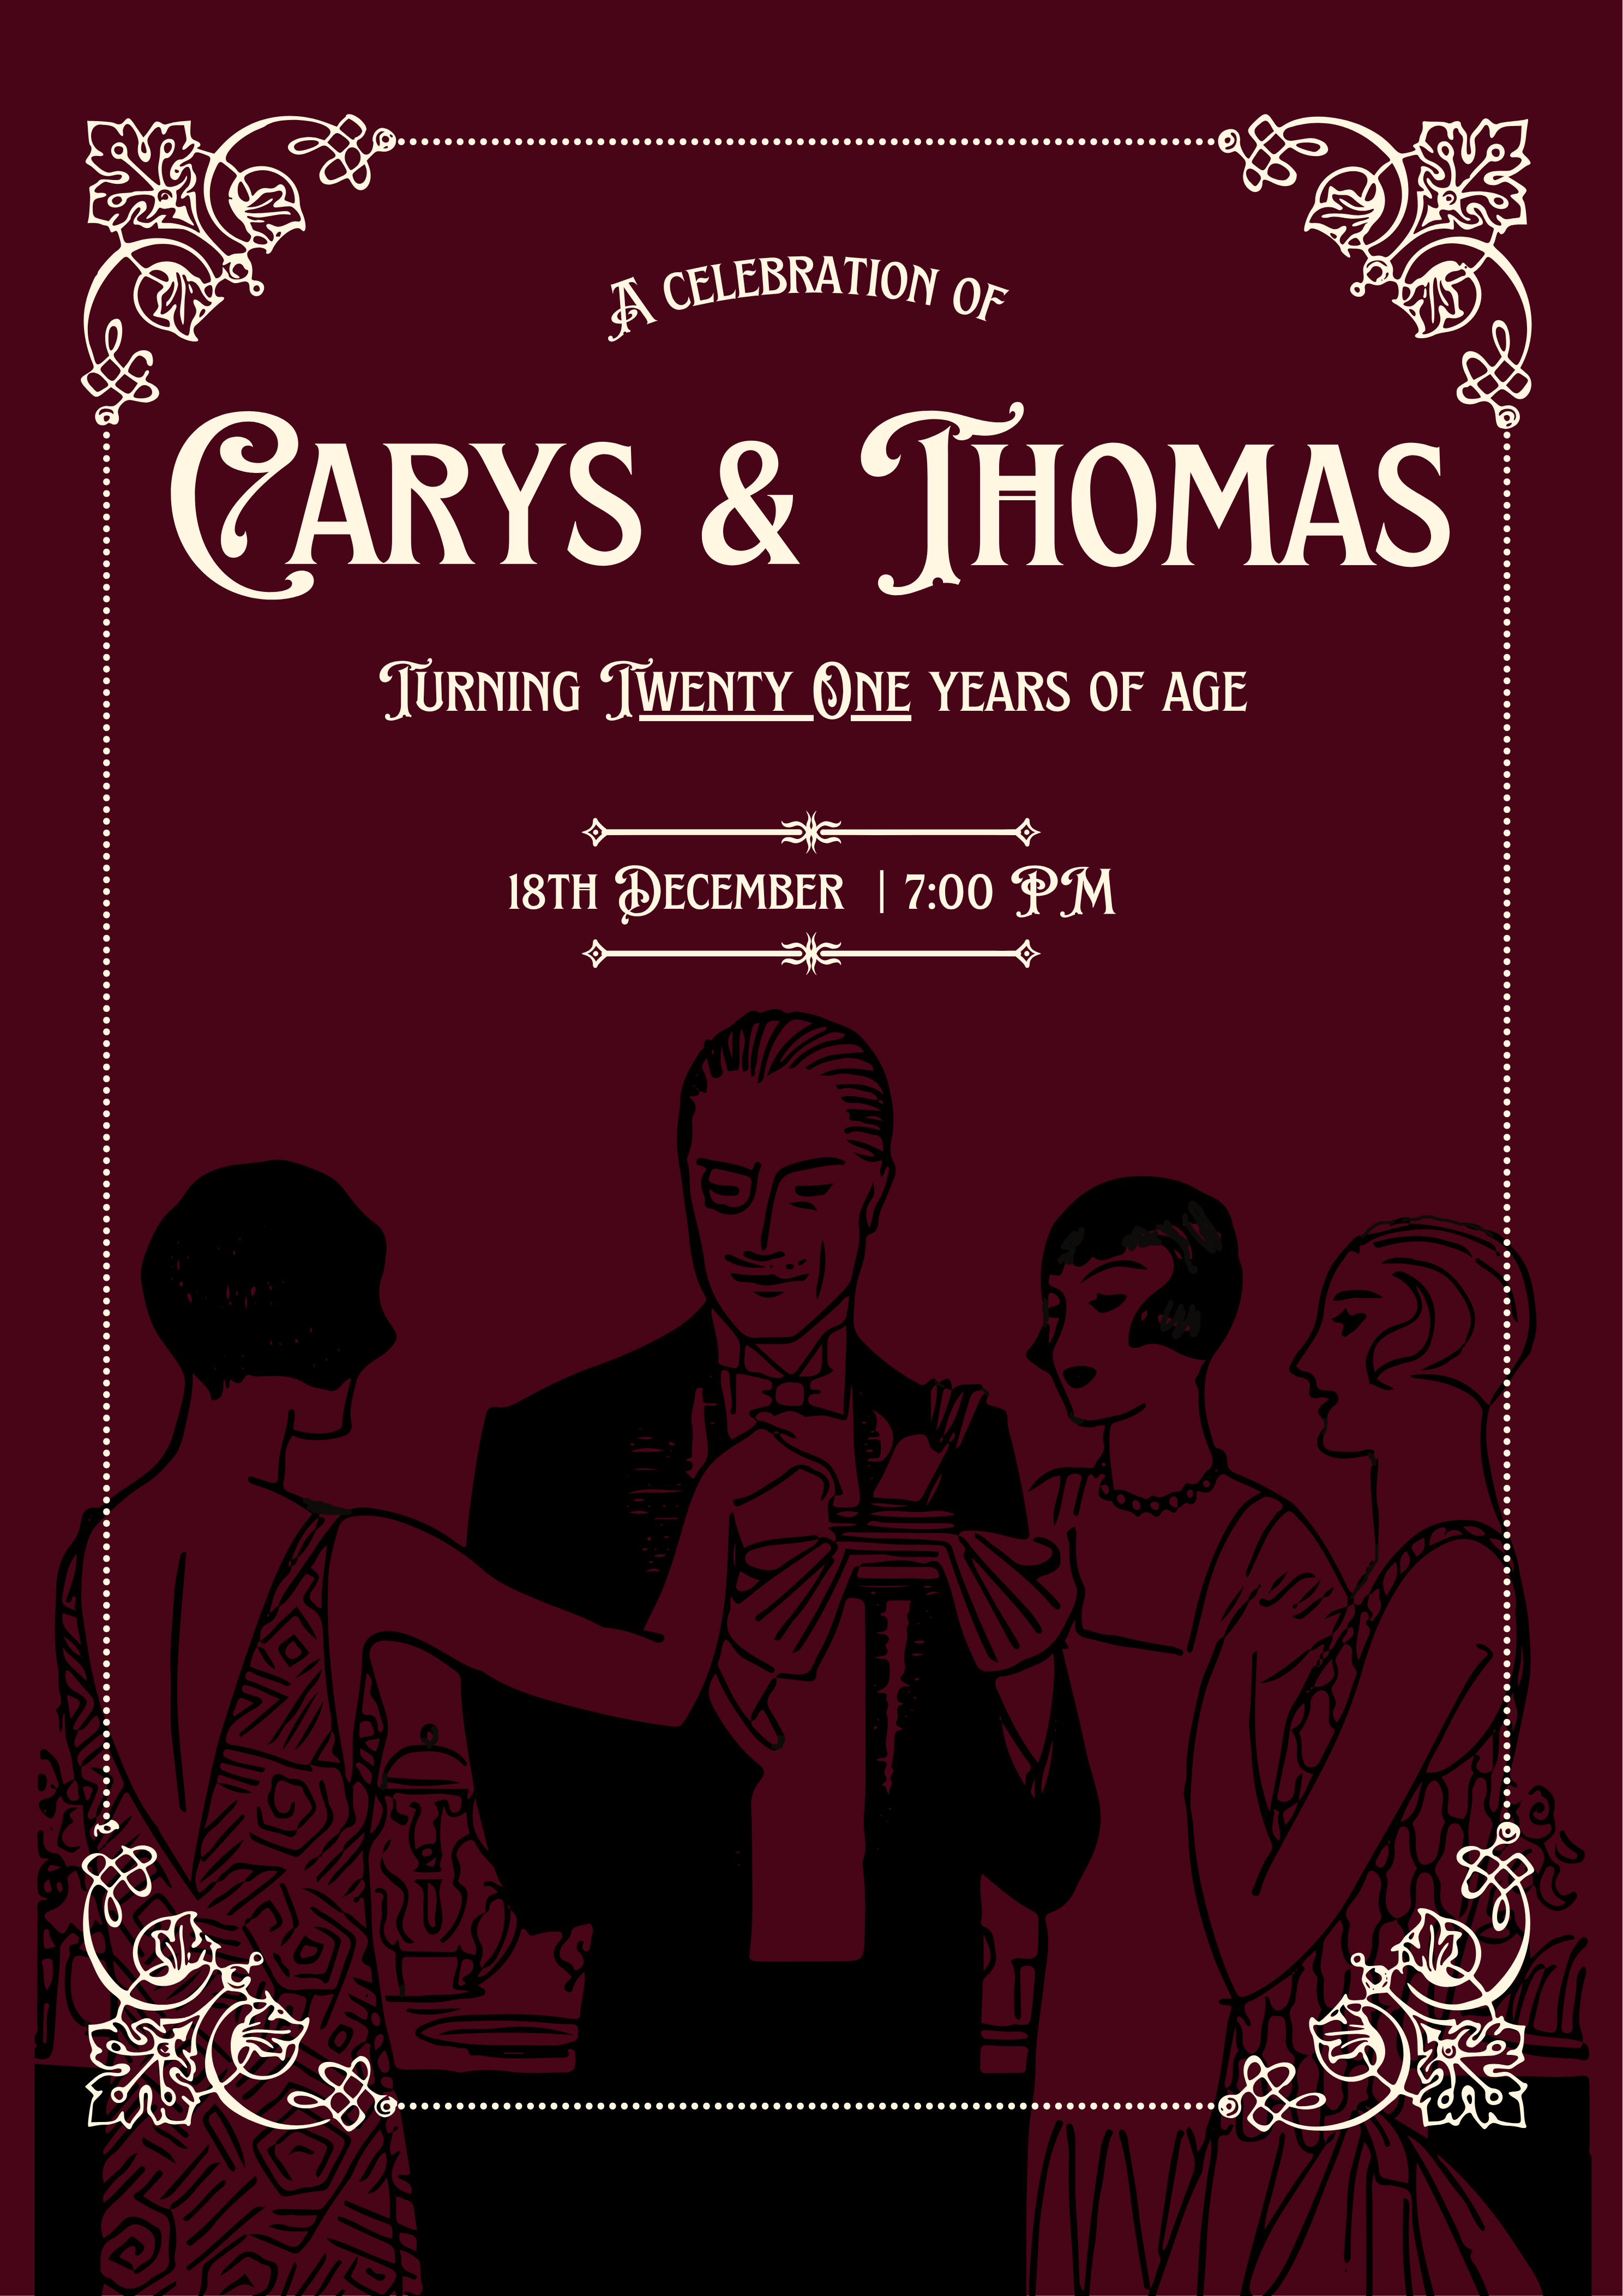 A celebration of
Carys & Thomas
Turning Twenty One years of age
18th December | 7:00 PM